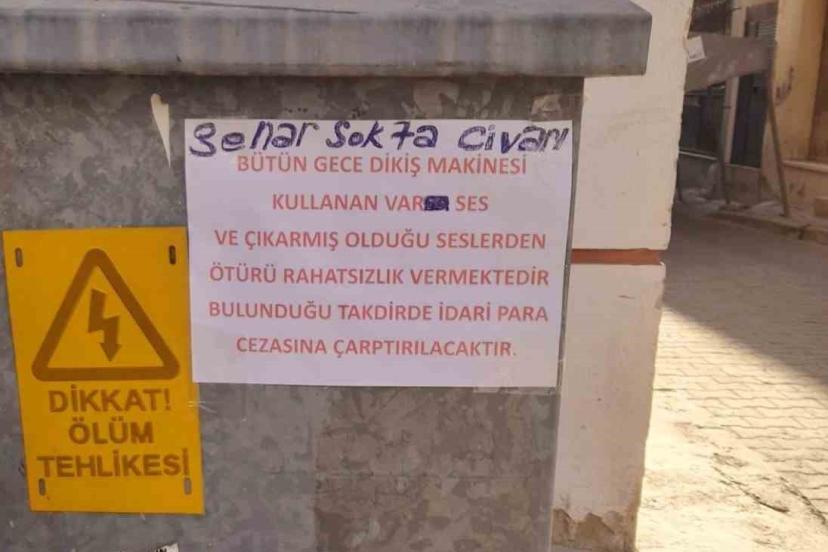 Senar Sokta civarı
BÜTÜN GECE DİKİŞ MAKİNESİ
KULLANAN VAR SES
VE ÇIKARMIŞ OLDUĞU SESLERDEN
ÖTÜRÜ RAHATSIZLIK VERMEKTEDİR
BULUNDUĞU TAKDİRDE İDARİ PARA
CEZASINA ÇARPTIRILACAKTIR.
DİKKAT!
ÖLÜM
TEHLİKESİ